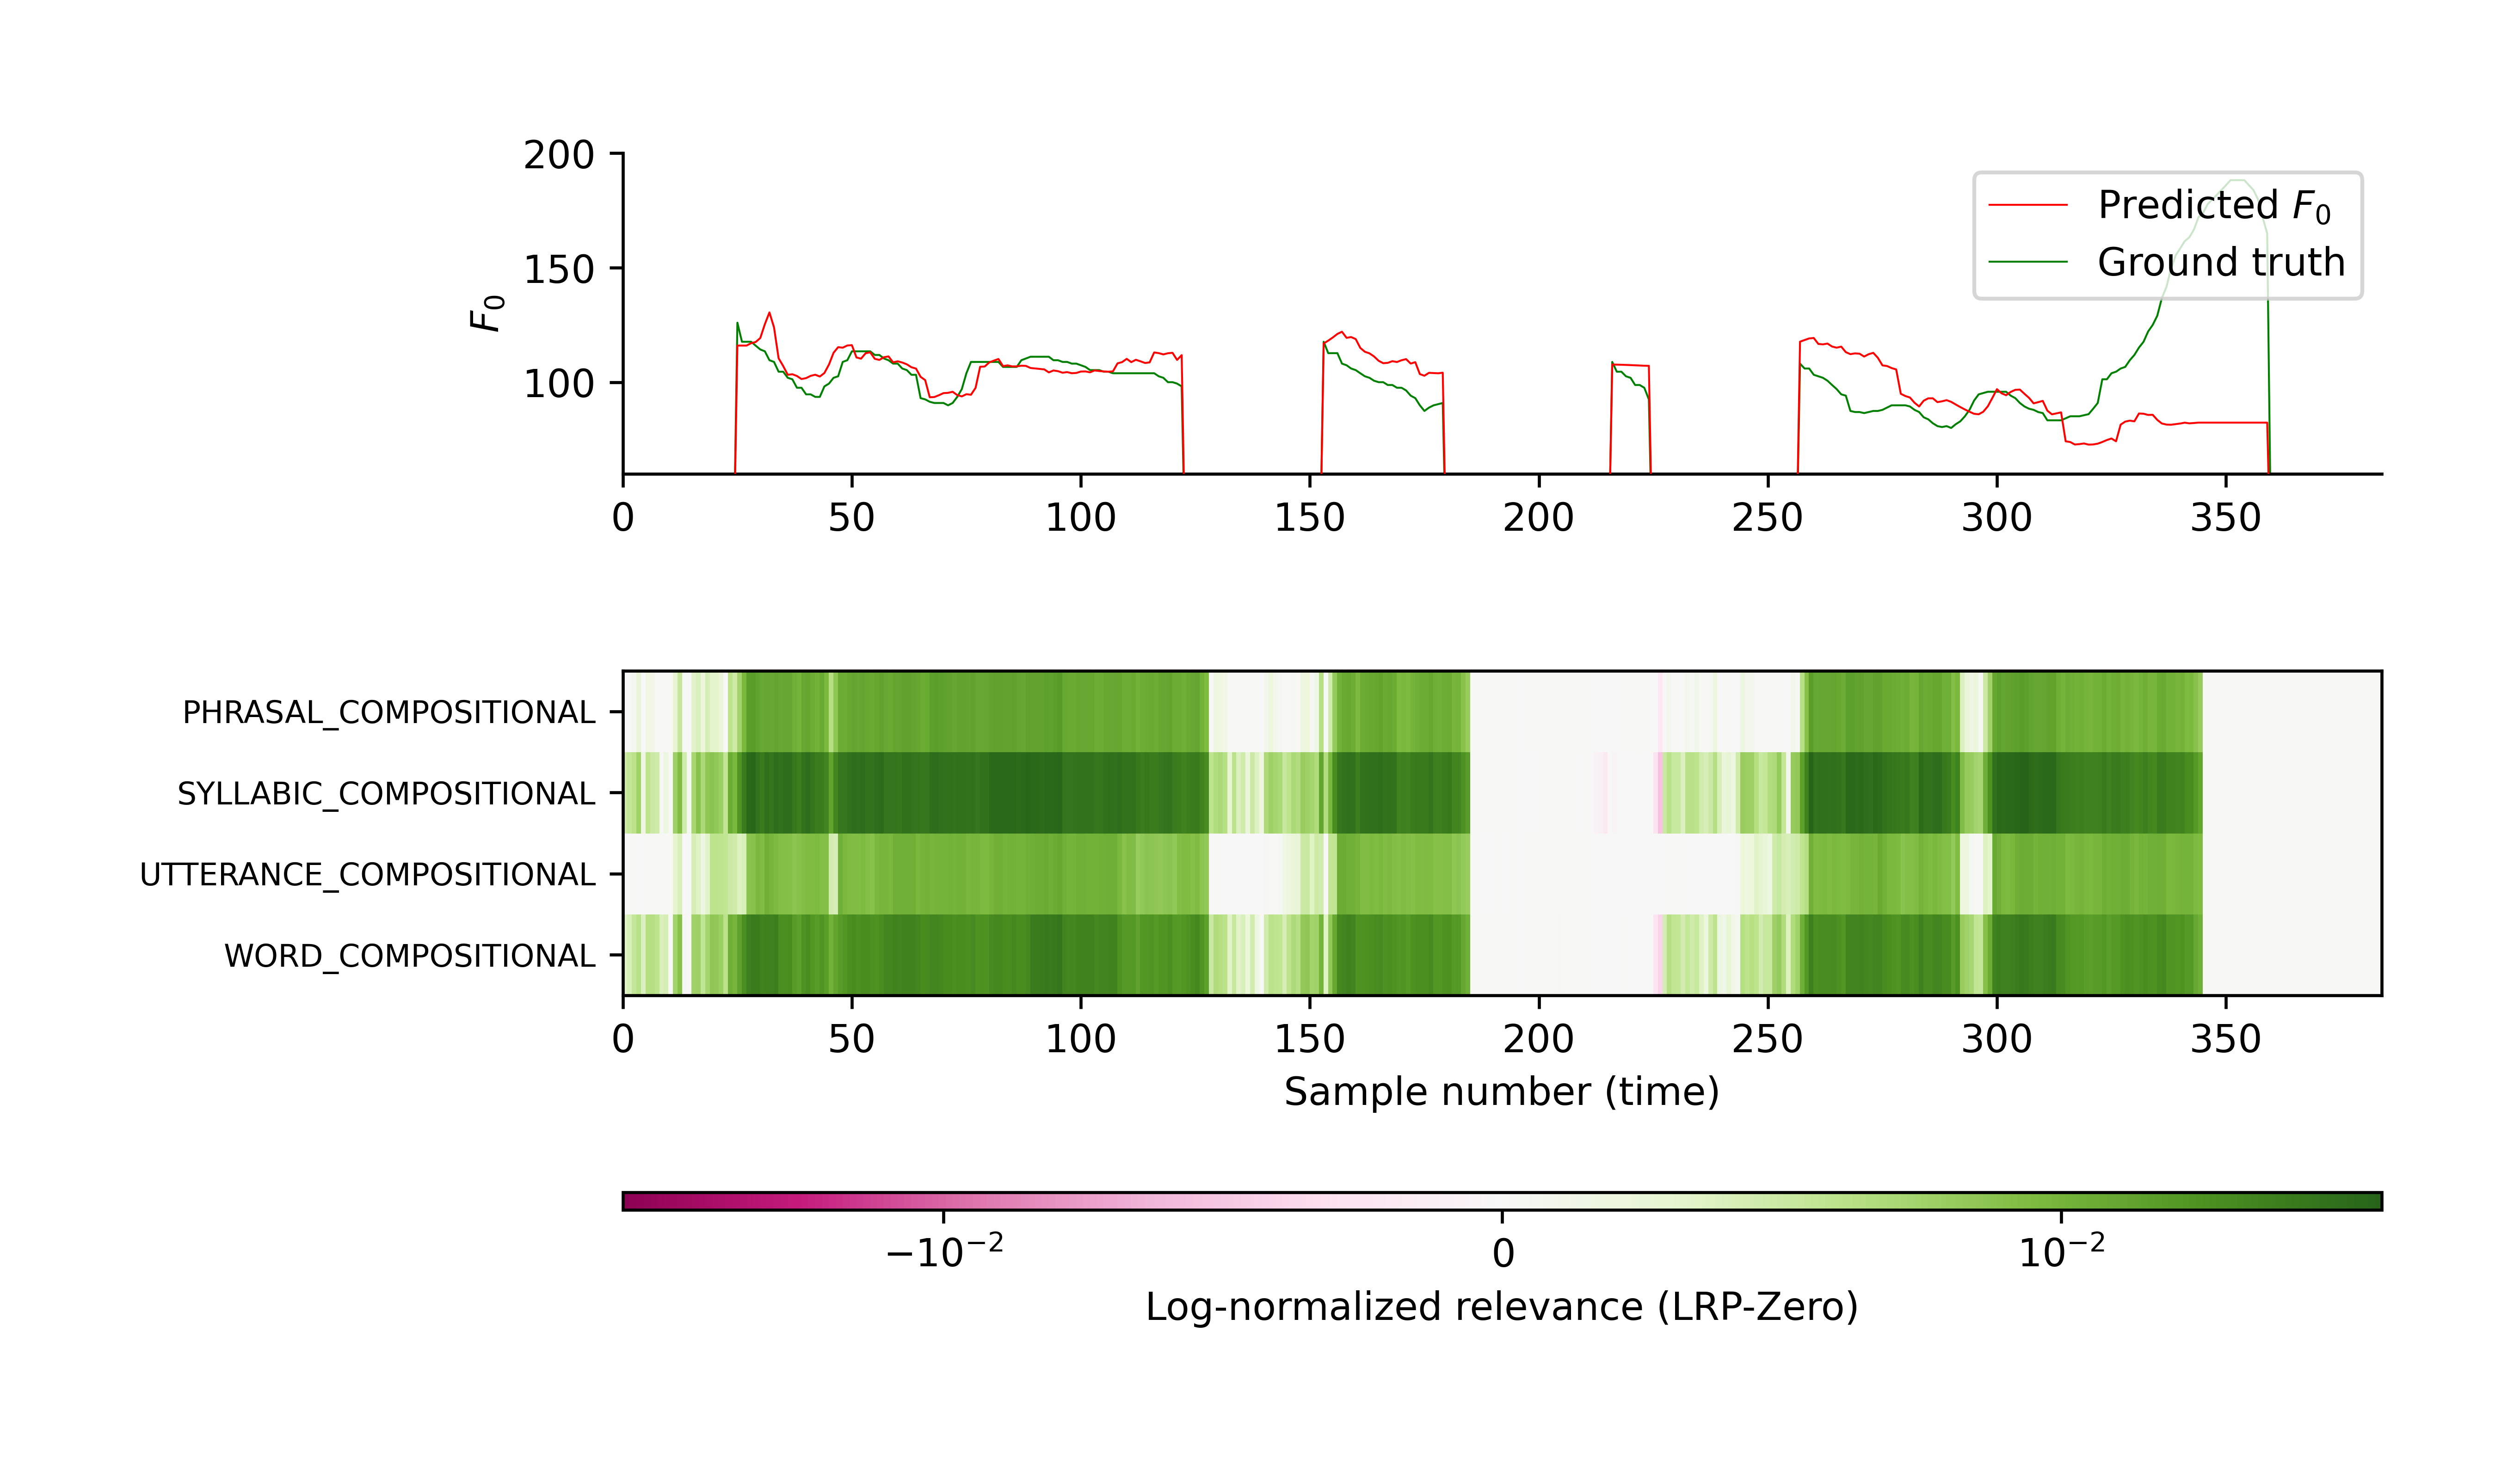 200
150
100
F₀
Predicted F₀
Ground truth
0 50 100 150 200 250 300 350
PHRASAL_COMPOSITIONAL
SYLLABIC_COMPOSITIONAL
UTTERANCE_COMPOSITIONAL
WORD_COMPOSITIONAL
0 50 100 150 200 250 300 350
Sample number (time)
−10⁻² 0 10⁻²
Log-normalized relevance (LRP-Zero)